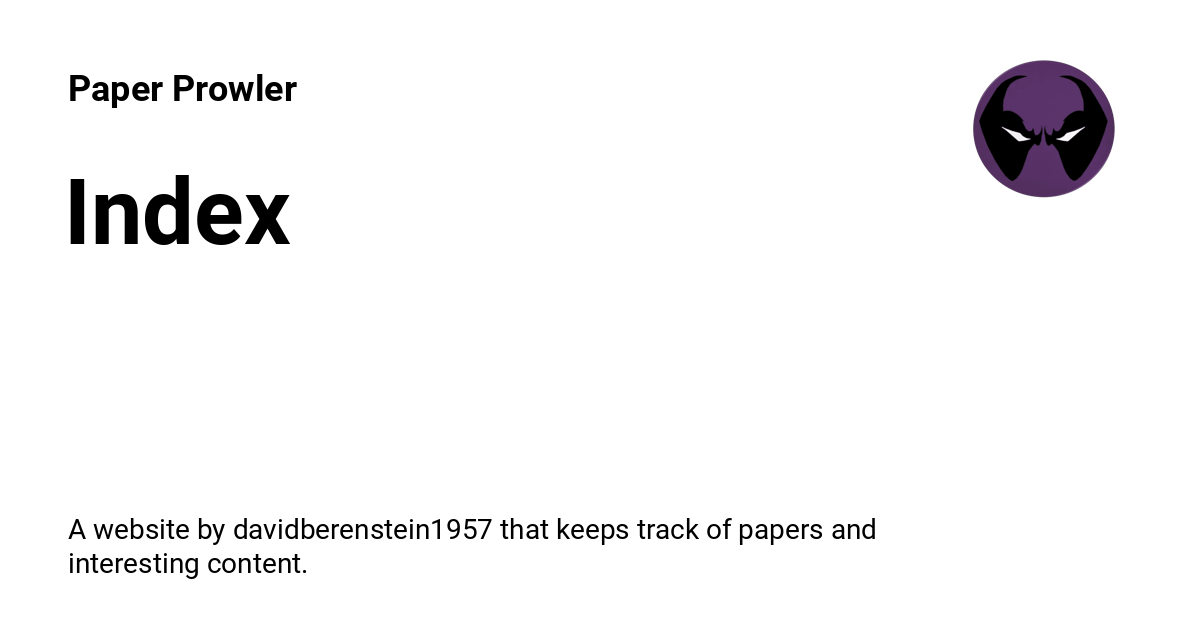 Paper Prowler
Index
A website by davidberenstein1957 that keeps track of papers and
interesting content.